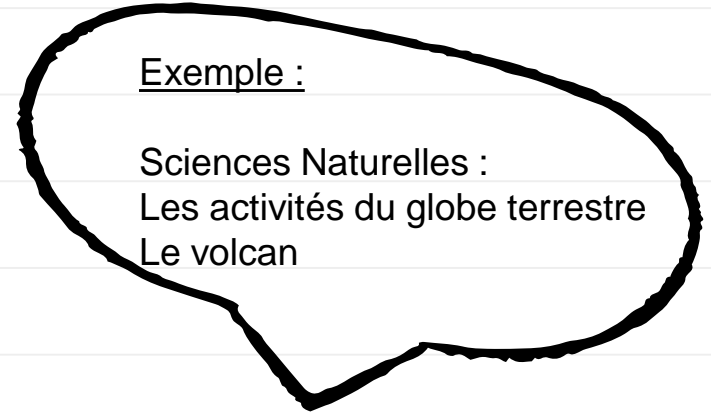 Exemple :
Sciences Naturelles :
Les activités du globe terrestre
Le volcan